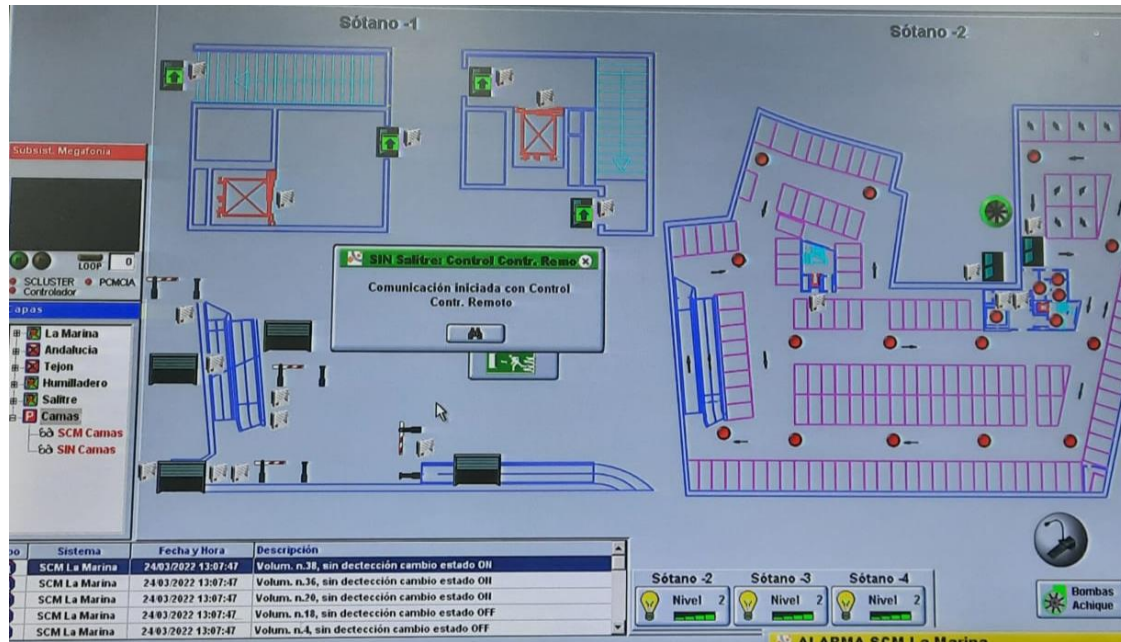 Sótano -1
Sótano -2
Subsist. Megafonía
LOOP 0
SCLUSTER
PCMCIA
Controlador
apas
La Marina
Andalucia
Tejon
Humilladero
Salitre
P Camas
SCM Camas
SIN Camas
SIN Salitre: Control Contr. Remo
Comunicación iniciada con Control
Contr. Remoto
po Sistema Fecha y Hora Descripción
SCM La Marina 24/03/2022 13:07:47 Volum. n.38, sin dectección cambio estado ON
SCM La Marina 24/03/2022 13:07:47 Volum. n.36, sin dectección cambio estado ON
SCM La Marina 24/03/2022 13:07:47 Volum. n.20, sin dectección cambio estado ON
SCM La Marina 24/03/2022 13:07:47 Volum. n.18, sin dectección cambio estado OFF
SCM La Marina 24/03/2022 13:07:47 Volum. n.4, sin dectección cambio estado OFF
Sótano -2
Nivel 2
Sótano -3
Nivel 2
Sótano -4
Nivel 2
Bombas
Achique
ALARMA SCM La Marina